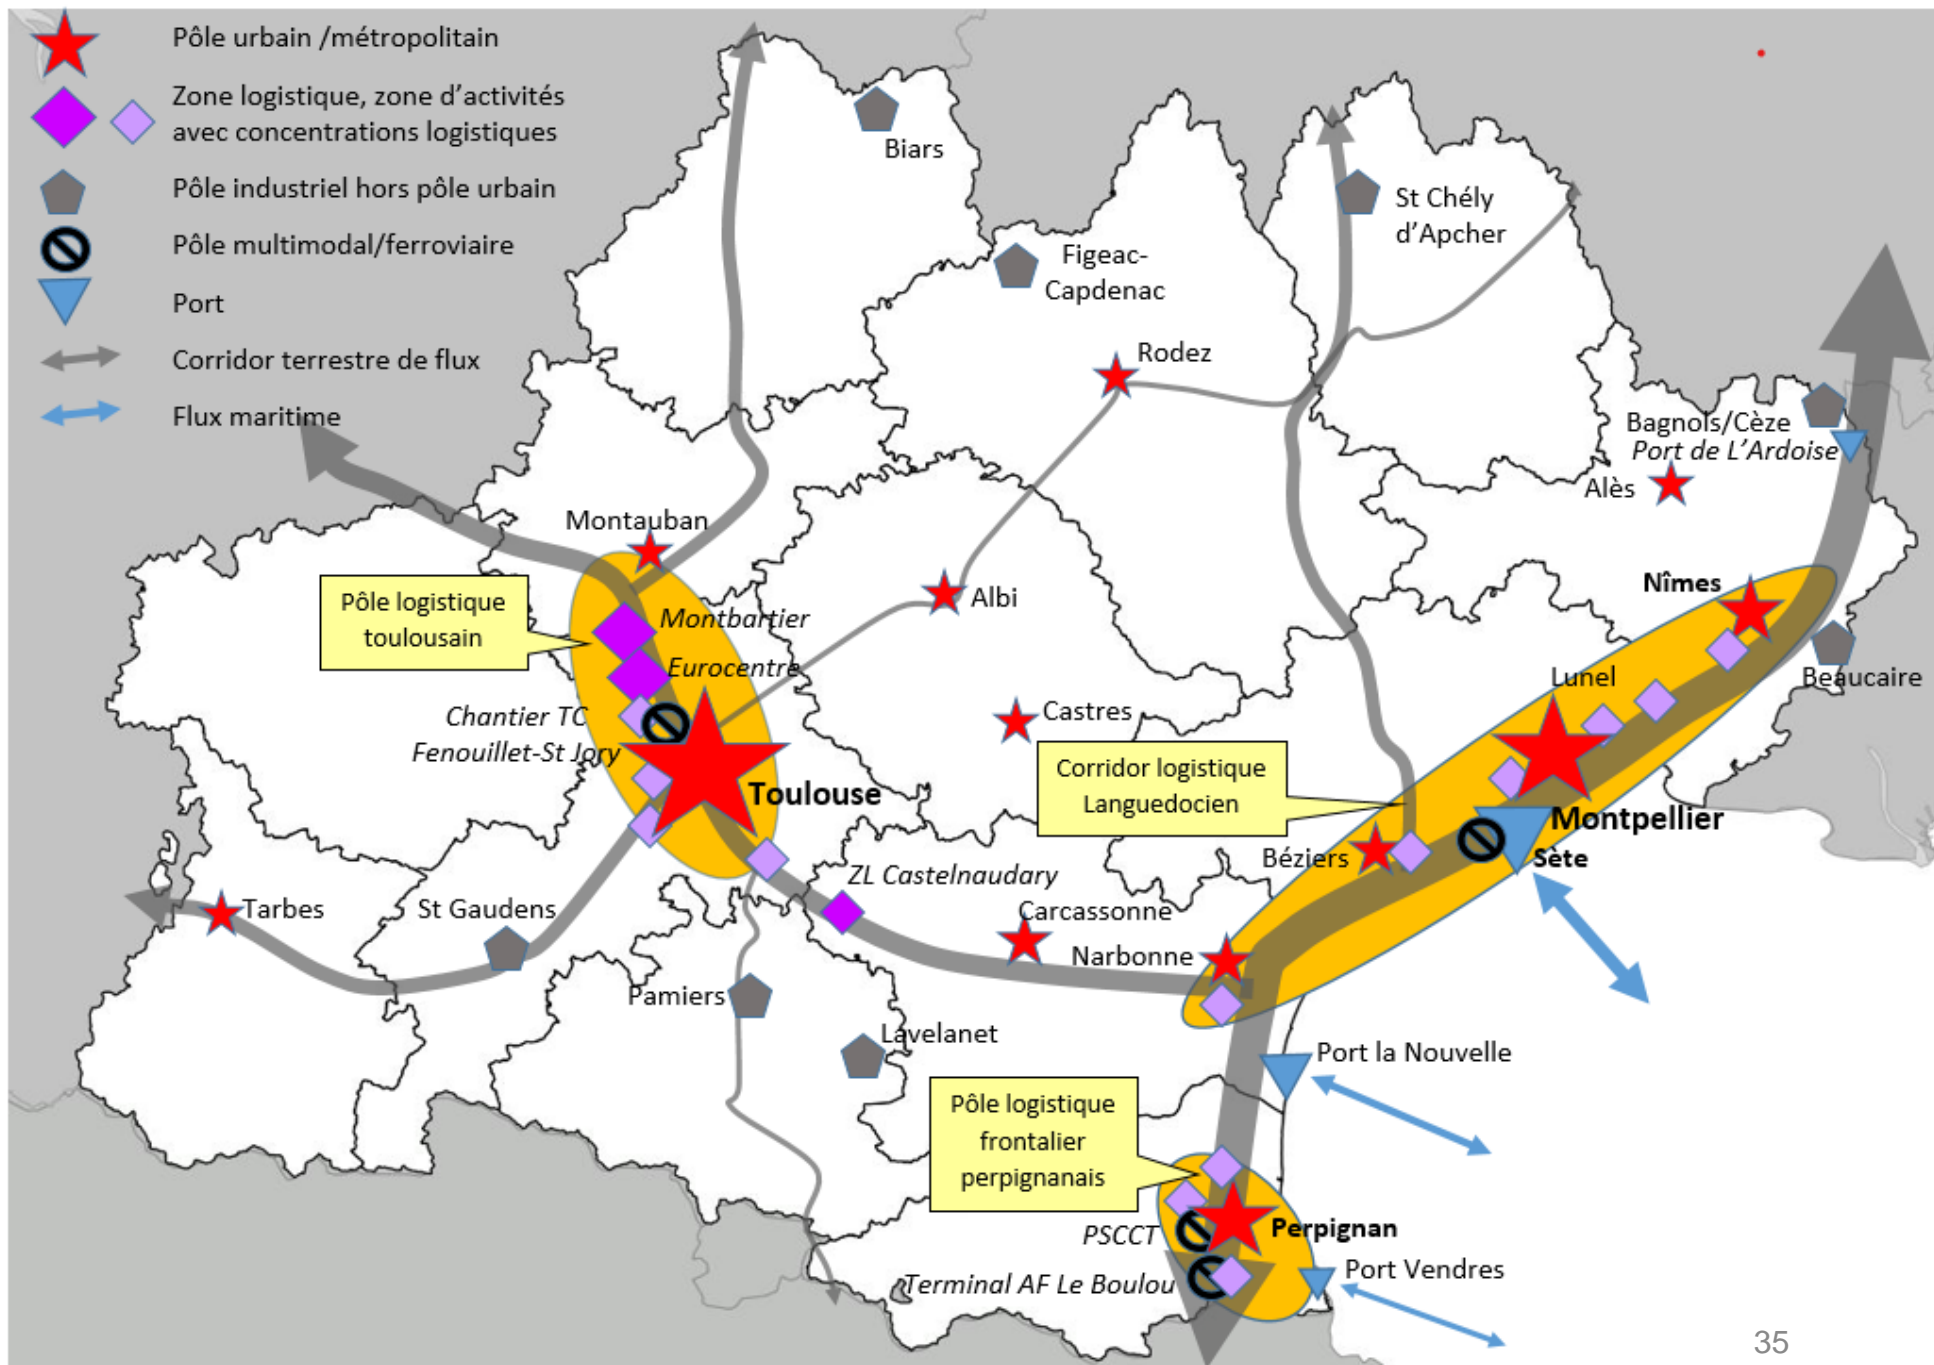 Pôle urbain /métropolitain
Zone logistique, zone d'activités
avec concentrations logistiques
Pôle industriel hors pôle urbain
Pôle multimodal/ferroviaire
Port
Corridor terrestre de flux
Flux maritime
Biars
St Chély
d'Apcher
Figeac-
Capdenac
Rodez
Bagnols/Cèze
Port de L'Ardoise
Alès
Montauban
Nîmes
Pôle logistique
toulousain
Montbartier
Albi
Eurocentre
Lunel
Beaucaire
Chantier TC
Fenouillet-St Jory
Castres
Corridor logistique
Languedocien
Toulouse
Montpellier
Béziers
Sète
ZL Castelnaudary
Tarbes
St Gaudens
Carcassonne
Narbonne
Pamiers
Lavelanet
Port la Nouvelle
Pôle logistique
frontalier
perpignanais
PSCCT
Perpignan
Terminal AF Le Boulou
Port Vendres
35